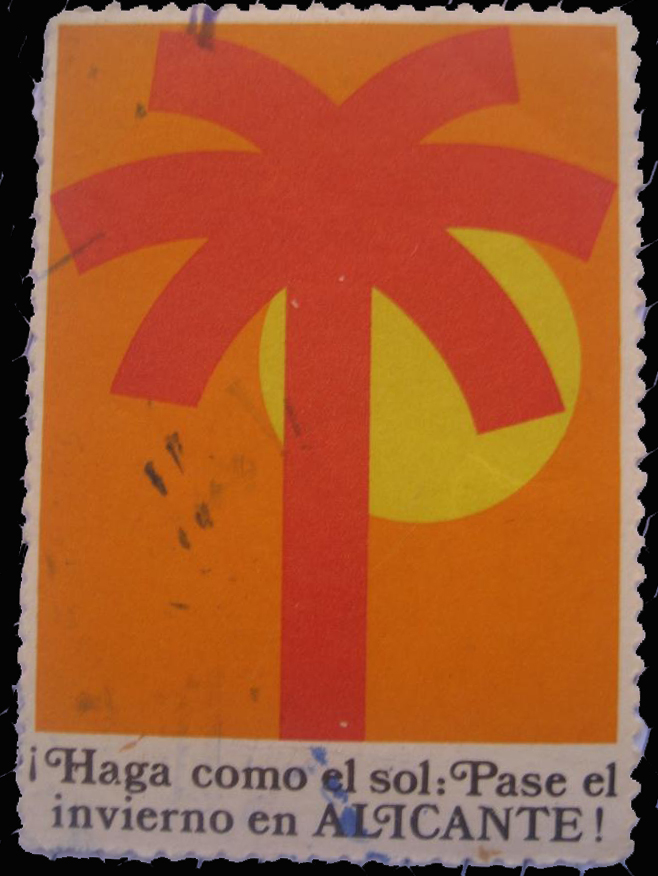 ¡Haga como el sol: Pase el
invierno en ALICANTE!